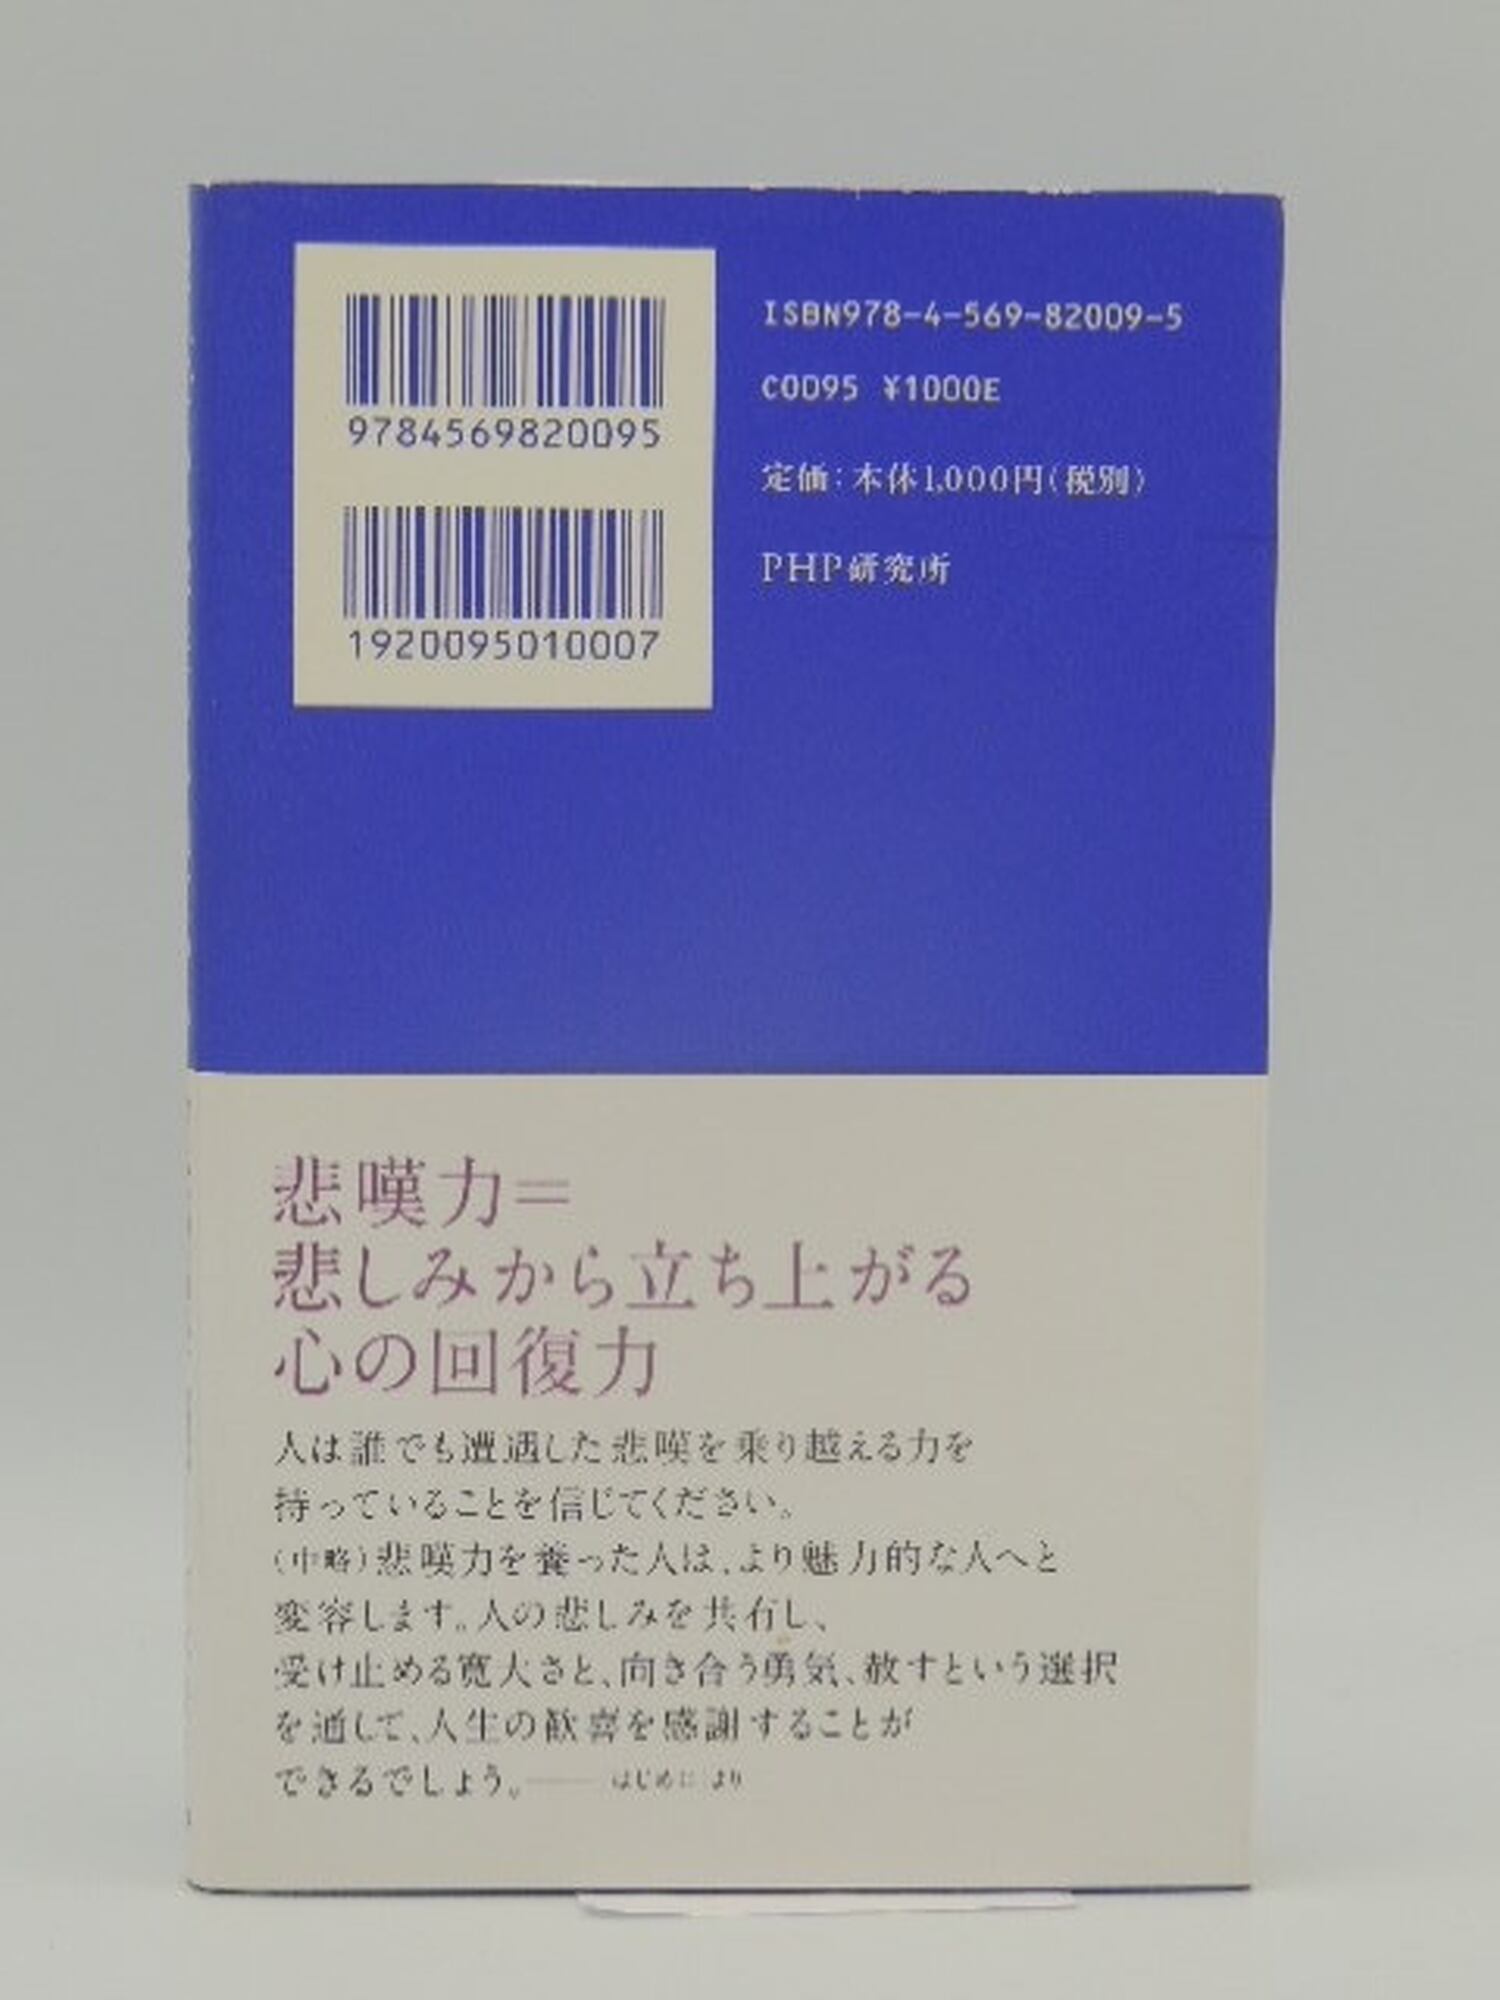 9784569820095
1920095010007
ISBN978-4-569-82009-5
C0095 ¥1000E
定価：本体1,000円（税別）
PHP研究所
悲嘆力＝
悲しみから立ち上がる
心の回復力
人は誰でも遭遇した悲嘆を乗り越える力を
持っていることを信じてください。
（中略）悲嘆力を養った人は、より魅力的な人へと
変容します。人の悲しみを共有し、
受け止める寛大さと、向き合う勇気、赦すという選択
を通して、人生の歓喜を感謝することが
できるでしょう。―― はじめに より